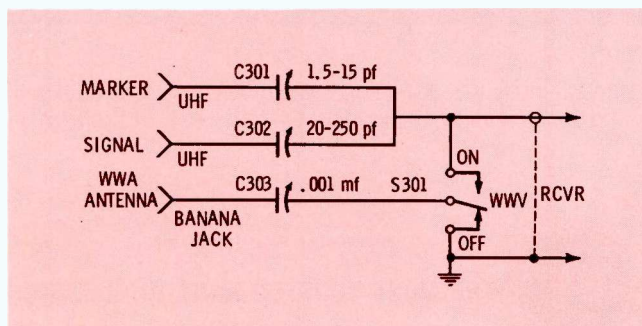 C301 1.5-15 pf
MARKER
UHF
C302 20-250 pf
SIGNAL
UHF
ON
WWA
ANTENNA
C303 .001 mf S301
WWV
RCVR
BANANA
JACK
OFF